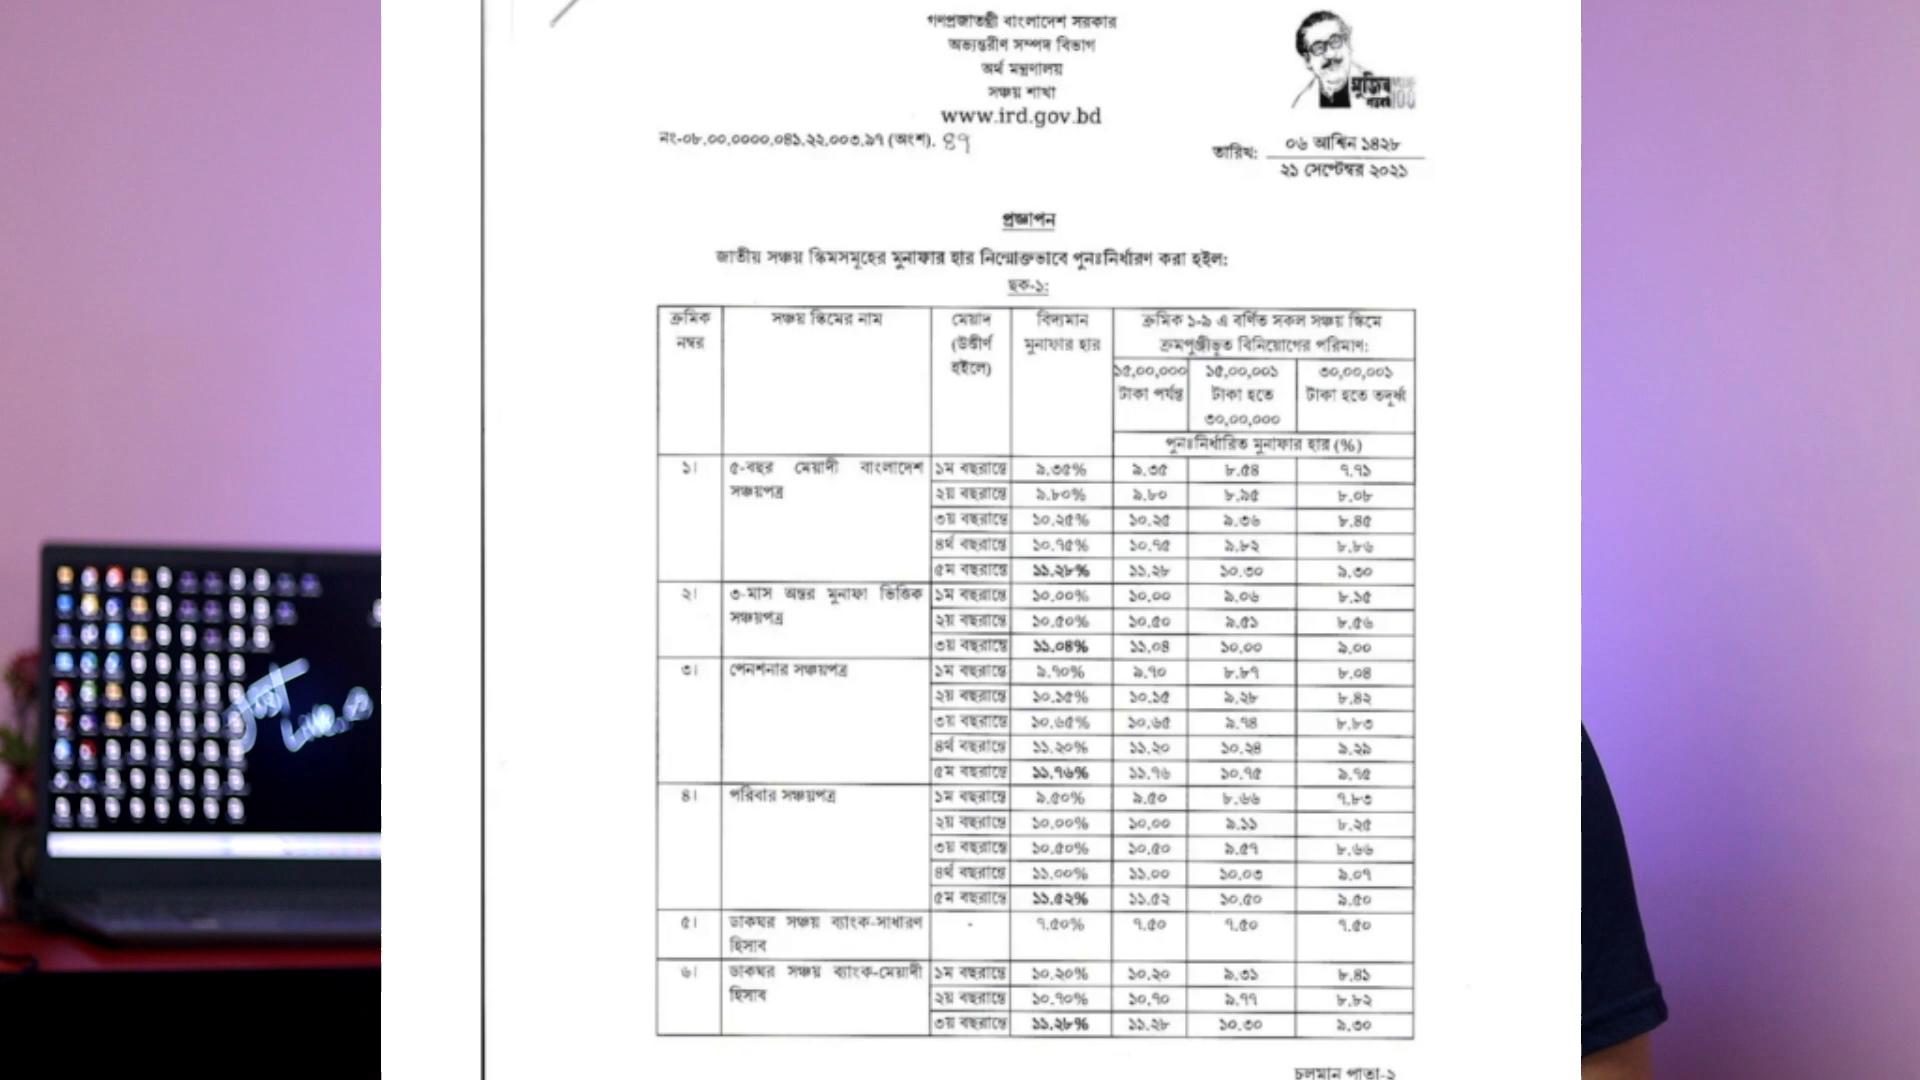 গণপ্রজাতন্ত্রী বাংলাদেশ সরকার
অভ্যন্তরীণ সম্পদ বিভাগ
অর্থ মন্ত্রণালয়
সঞ্চয় শাখা
www.ird.gov.bd
মুজিব
100
নং-০৮.০০.০০০০.০৪১.২২.০০৩.৯৭ (অংশ). ৪৭
তারিখ: ০৬ আশ্বিন ১৪২৮
২১ সেপ্টেম্বর ২০২১
প্রজ্ঞাপন
জাতীয় সঞ্চয় স্কিমসমূহের মুনাফার হার নিম্নোক্তভাবে পুনঃনির্ধারণ করা হইল:
ছক-১:
ক্রমিক নম্বর সঞ্চয় স্কিমের নাম মেয়াদ (উত্তীর্ণ হইলে) বিদ্যমান মুনাফার হার ক্রমিক ১-৯ এ বর্ণিত সকল সঞ্চয় স্কিমে ক্রমপুঞ্জীভূত বিনিয়োগের পরিমাণ:
১৫,০০,০০০ টাকা পর্যন্ত ১৫,০০,০০১ টাকা হতে ৩০,০০,০০০ ৩০,০০,০০১ টাকা হতে তদূর্ধ্ব
পুনঃনির্ধারিত মুনাফার হার (%)
১। ৫-বছর মেয়াদী বাংলাদেশ সঞ্চয়পত্র ১ম বছরান্তে ৯.৩৫% ৯.৩৫ ৮.৫৪ ৭.৭১
২য় বছরান্তে ৯.৮০% ৯.৮০ ৮.৯৫ ৮.০৮
৩য় বছরান্তে ১০.২৫% ১০.২৫ ৯.৩৬ ৮.৪৫
৪র্থ বছরান্তে ১০.৭৫% ১০.৭৫ ৯.৮২ ৮.৮৬
৫ম বছরান্তে ১১.২৮% ১১.২৮ ১০.৩০ ৯.৩০
২। ৩-মাস অন্তর মুনাফা ভিত্তিক সঞ্চয়পত্র ১ম বছরান্তে ১০.০০% ১০.০০ ৯.০৬ ৮.১৫
২য় বছরান্তে ১০.৫০% ১০.৫০ ৯.৫১ ৮.৫৬
৩য় বছরান্তে ১১.০৪% ১১.০৪ ১০.০০ ৯.০০
৩। পেনশনার সঞ্চয়পত্র ১ম বছরান্তে ৯.৭০% ৯.৭০ ৮.৮৭ ৮.০৪
২য় বছরান্তে ১০.১৫% ১০.১৫ ৯.২৮ ৮.৪২
৩য় বছরান্তে ১০.৬৫% ১০.৬৫ ৯.৭৪ ৮.৮৩
৪র্থ বছরান্তে ১১.২০% ১১.২০ ১০.২৪ ৯.২৯
৫ম বছরান্তে ১১.৭৬% ১১.৭৬ ১০.৭৫ ৯.৭৫
৪। পরিবার সঞ্চয়পত্র ১ম বছরান্তে ৯.৫০% ৯.৫০ ৮.৬৬ ৭.৮৩
২য় বছরান্তে ১০.০০% ১০.০০ ৯.১১ ৮.২৫
৩য় বছরান্তে ১০.৫০% ১০.৫০ ৯.৫৭ ৮.৬৬
৪র্থ বছরান্তে ১১.০০% ১১.০০ ১০.০৩ ৯.০৭
৫ম বছরান্তে ১১.৫২% ১১.৫২ ১০.৫০ ৯.৫০
৫। ডাকঘর সঞ্চয় ব্যাংক-সাধারণ হিসাব - ৭.৫০% ৭.৫০ ৭.৫০ ৭.৫০
৬। ডাকঘর সঞ্চয় ব্যাংক-মেয়াদী হিসাব ১ম বছরান্তে ১০.২০% ১০.২০ ৯.৩১ ৮.৪১
২য় বছরান্তে ১০.৭০% ১০.৭০ ৯.৭৭ ৮.৮২
৩য় বছরান্তে ১১.২৮% ১১.২৮ ১০.৩০ ৯.৩০
চলমান পাতা-২